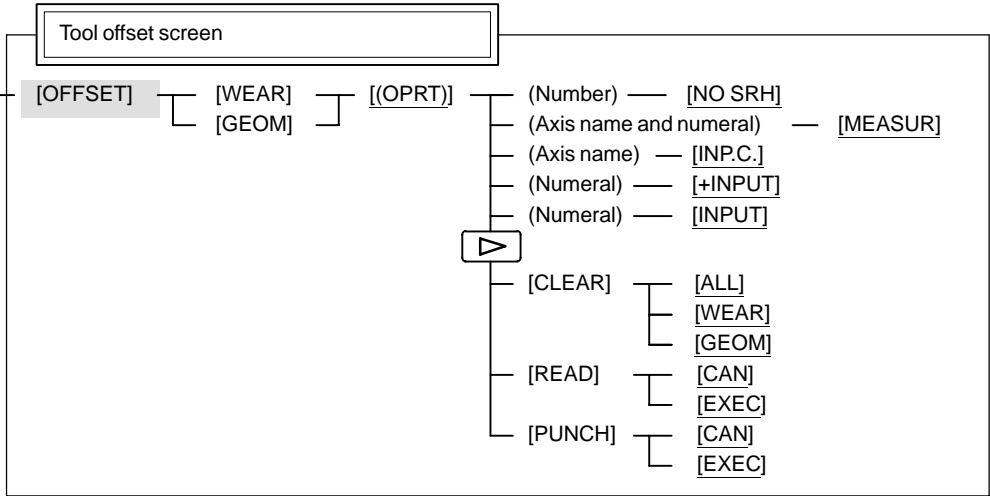 Tool offset screen
[OFFSET] [WEAR] [(OPRT)] (Number) [NO SRH]
[GEOM] (Axis name and numeral) [MEASUR]
(Axis name) [INP.C.]
(Numeral) [+INPUT]
(Numeral) [INPUT]
[CLEAR] [ALL]
[WEAR]
[GEOM]
[READ] [CAN]
[EXEC]
[PUNCH] [CAN]
[EXEC]